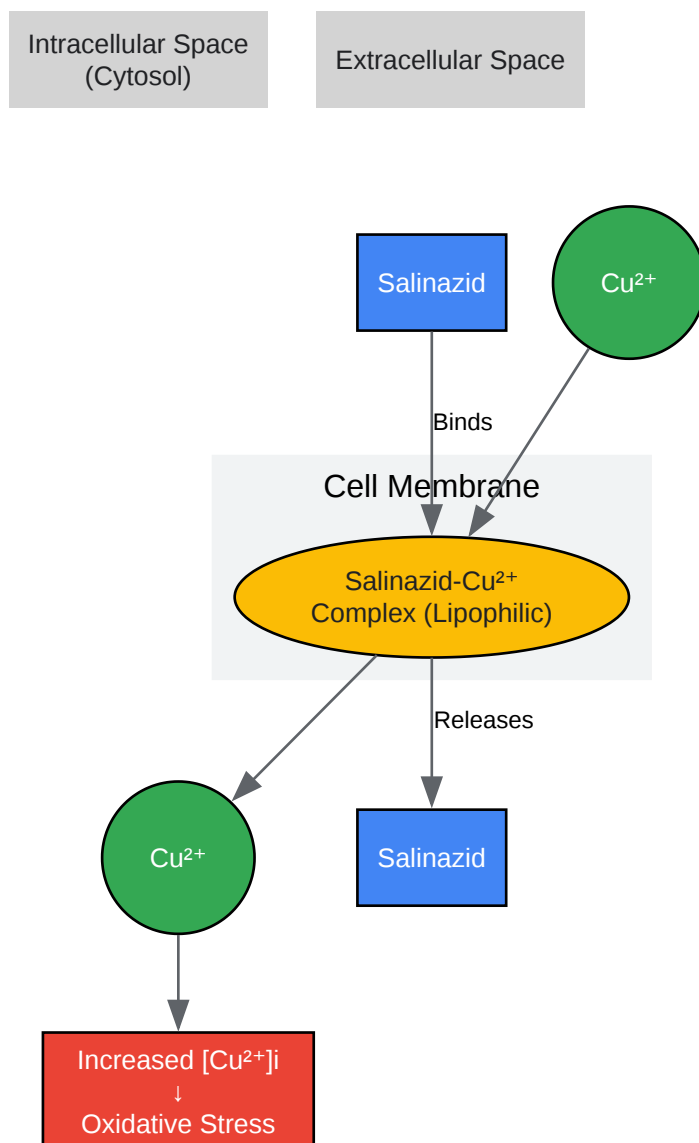 Intracellular Space
(Cytosol)
Extracellular Space
Salinazid
Cu²⁺
Binds
Cell Membrane
Salinazid-Cu²⁺
Complex (Lipophilic)
Releases
Cu²⁺
Salinazid
Increased [Cu²⁺]i
↓
Oxidative Stress